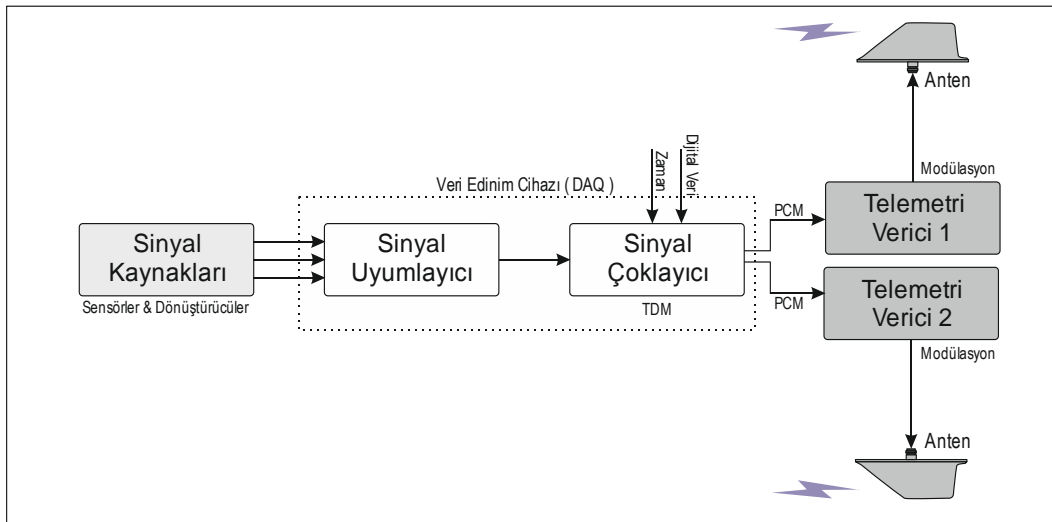 Anten
Modülasyon
Zaman
Dijital Veri
Veri Edinim Cihazı ( DAQ )
PCM
Telemetri
Verici 1
Sinyal
Kaynakları
Sensörler & Dönüştürücüler
Sinyal
Uyumlayıcı
Sinyal
Çoklayıcı
TDM
PCM
Telemetri
Verici 2
Modülasyon
Anten